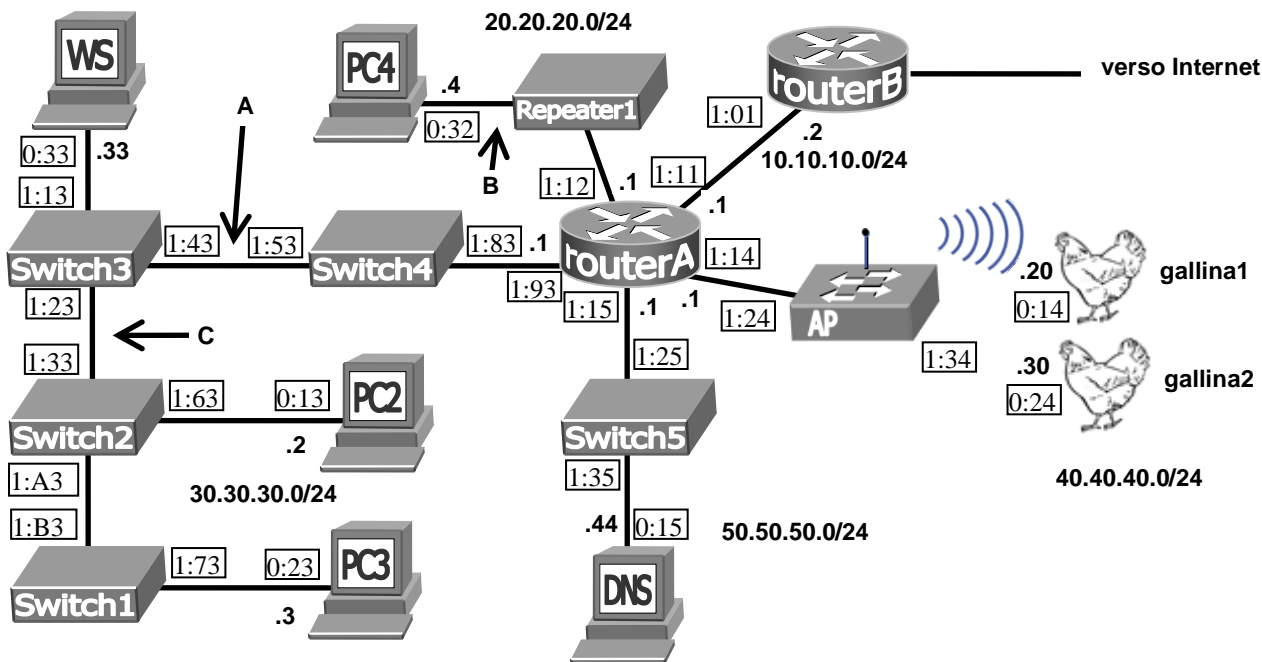 20.20.20.0/24
WS
PC4
.4
0:32
Repeater1
routerB
verso Internet
A
B
1:01
.2
10.10.10.0/24
0:33
.33
1:13
1:12
.1
1:11
.1
Switch3
1:43
1:53
Switch4
1:83
.1
routerA
1:14
1:93
1:15
.1
.1
1:24
AP
1:34
.20
gallina1
0:14
.30
gallina2
0:24
40.40.40.0/24
1:23
C
1:33
Switch2
1:63
0:13
PC2
.2
1:25
Switch5
1:35
1:A3
30.30.30.0/24
1:B3
.44
0:15
50.50.50.0/24
Switch1
1:73
0:23
PC3
.3
DNS